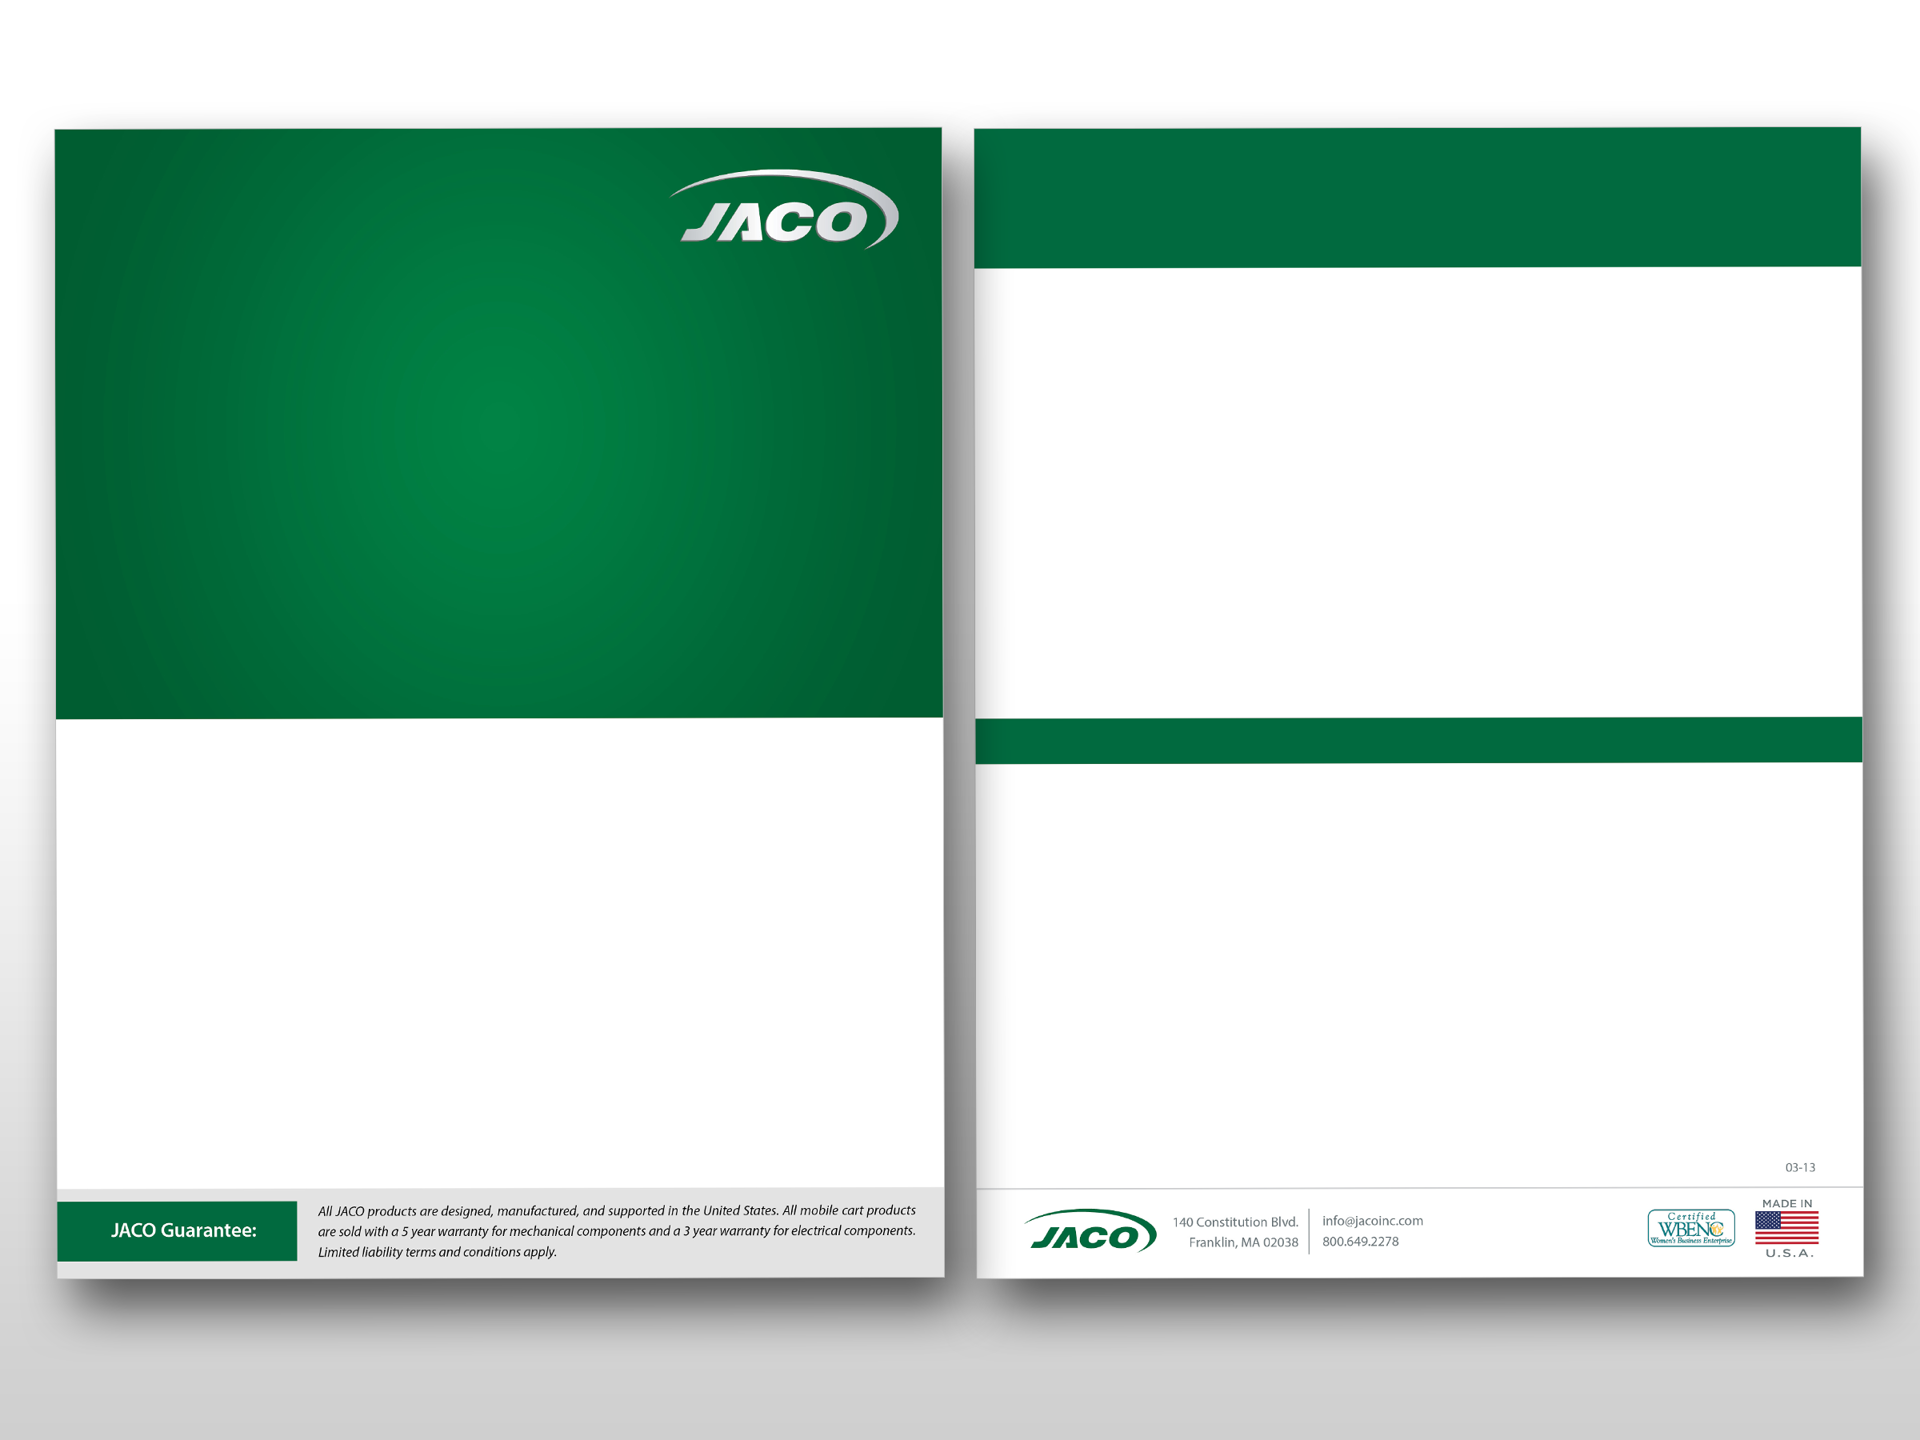 JACO
JACO Guarantee:
All JACO products are designed, manufactured, and supported in the United States. All mobile cart products
are sold with a 5 year warranty for mechanical components and a 3 year warranty for electrical components.
Limited liability terms and conditions apply.
03-13
JACO
140 Constitution Blvd.
Franklin, MA 02038
info@jacoinc.com
800.649.2278
Certified
WBENC
Women's Business Enterprise
MADE IN
U.S.A.